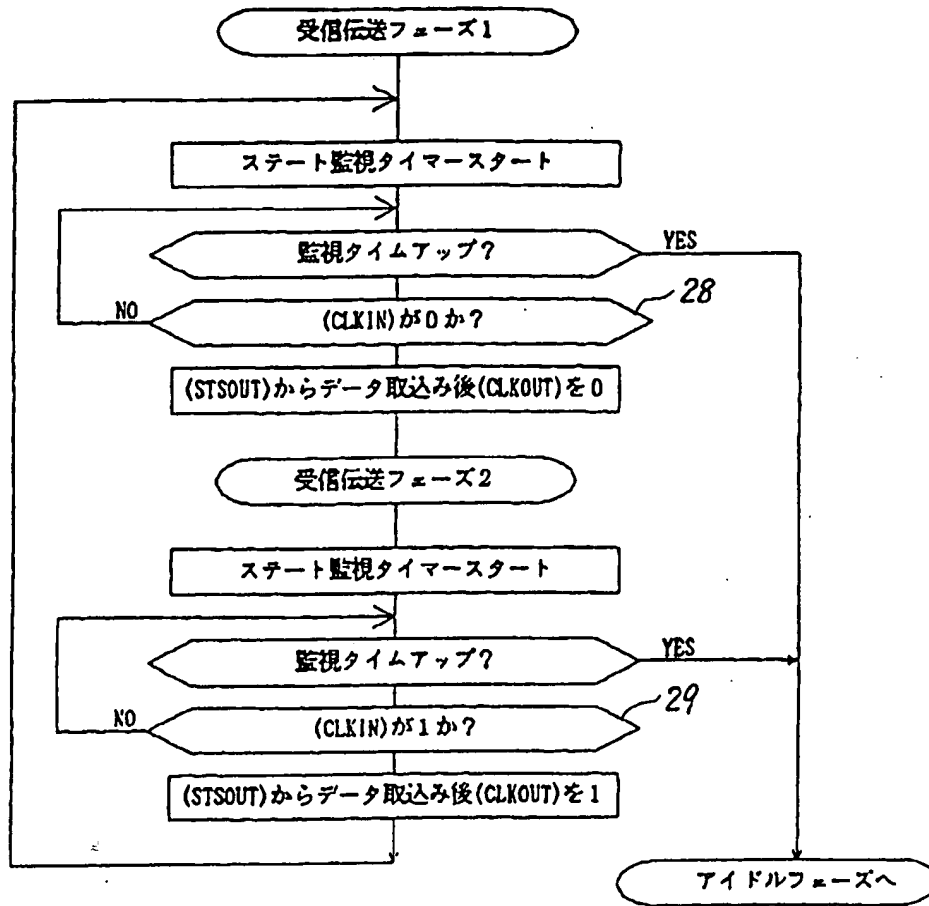 受信伝送フェーズ1
ステート監視タイマースタート
監視タイムアップ?
YES
28
NO
(CLKIN)が0か?
(STSOUT)からデータ取込み後(CLKOUT)を0
受信伝送フェーズ2
ステート監視タイマースタート
監視タイムアップ?
YES
29
NO
(CLKIN)が1か?
(STSOUT)からデータ取込み後(CLKOUT)を1
アイドルフェーズへ